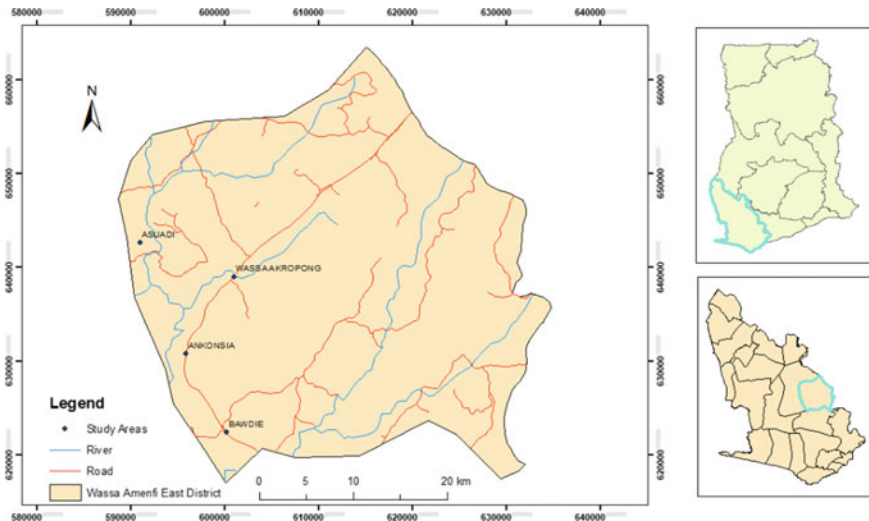 580000 590000 600000 610000 620000 630000 640000
660000 660000
650000 650000
640000 640000
630000 630000
620000 620000
N
ASUADI
WASSAAKROPONG
ANKONSIA
BAWDIE
Legend
Study Areas
River
Road
Wassa Amenfi East District
0 5 10 20 km
580000 590000 600000 610000 620000 630000 640000